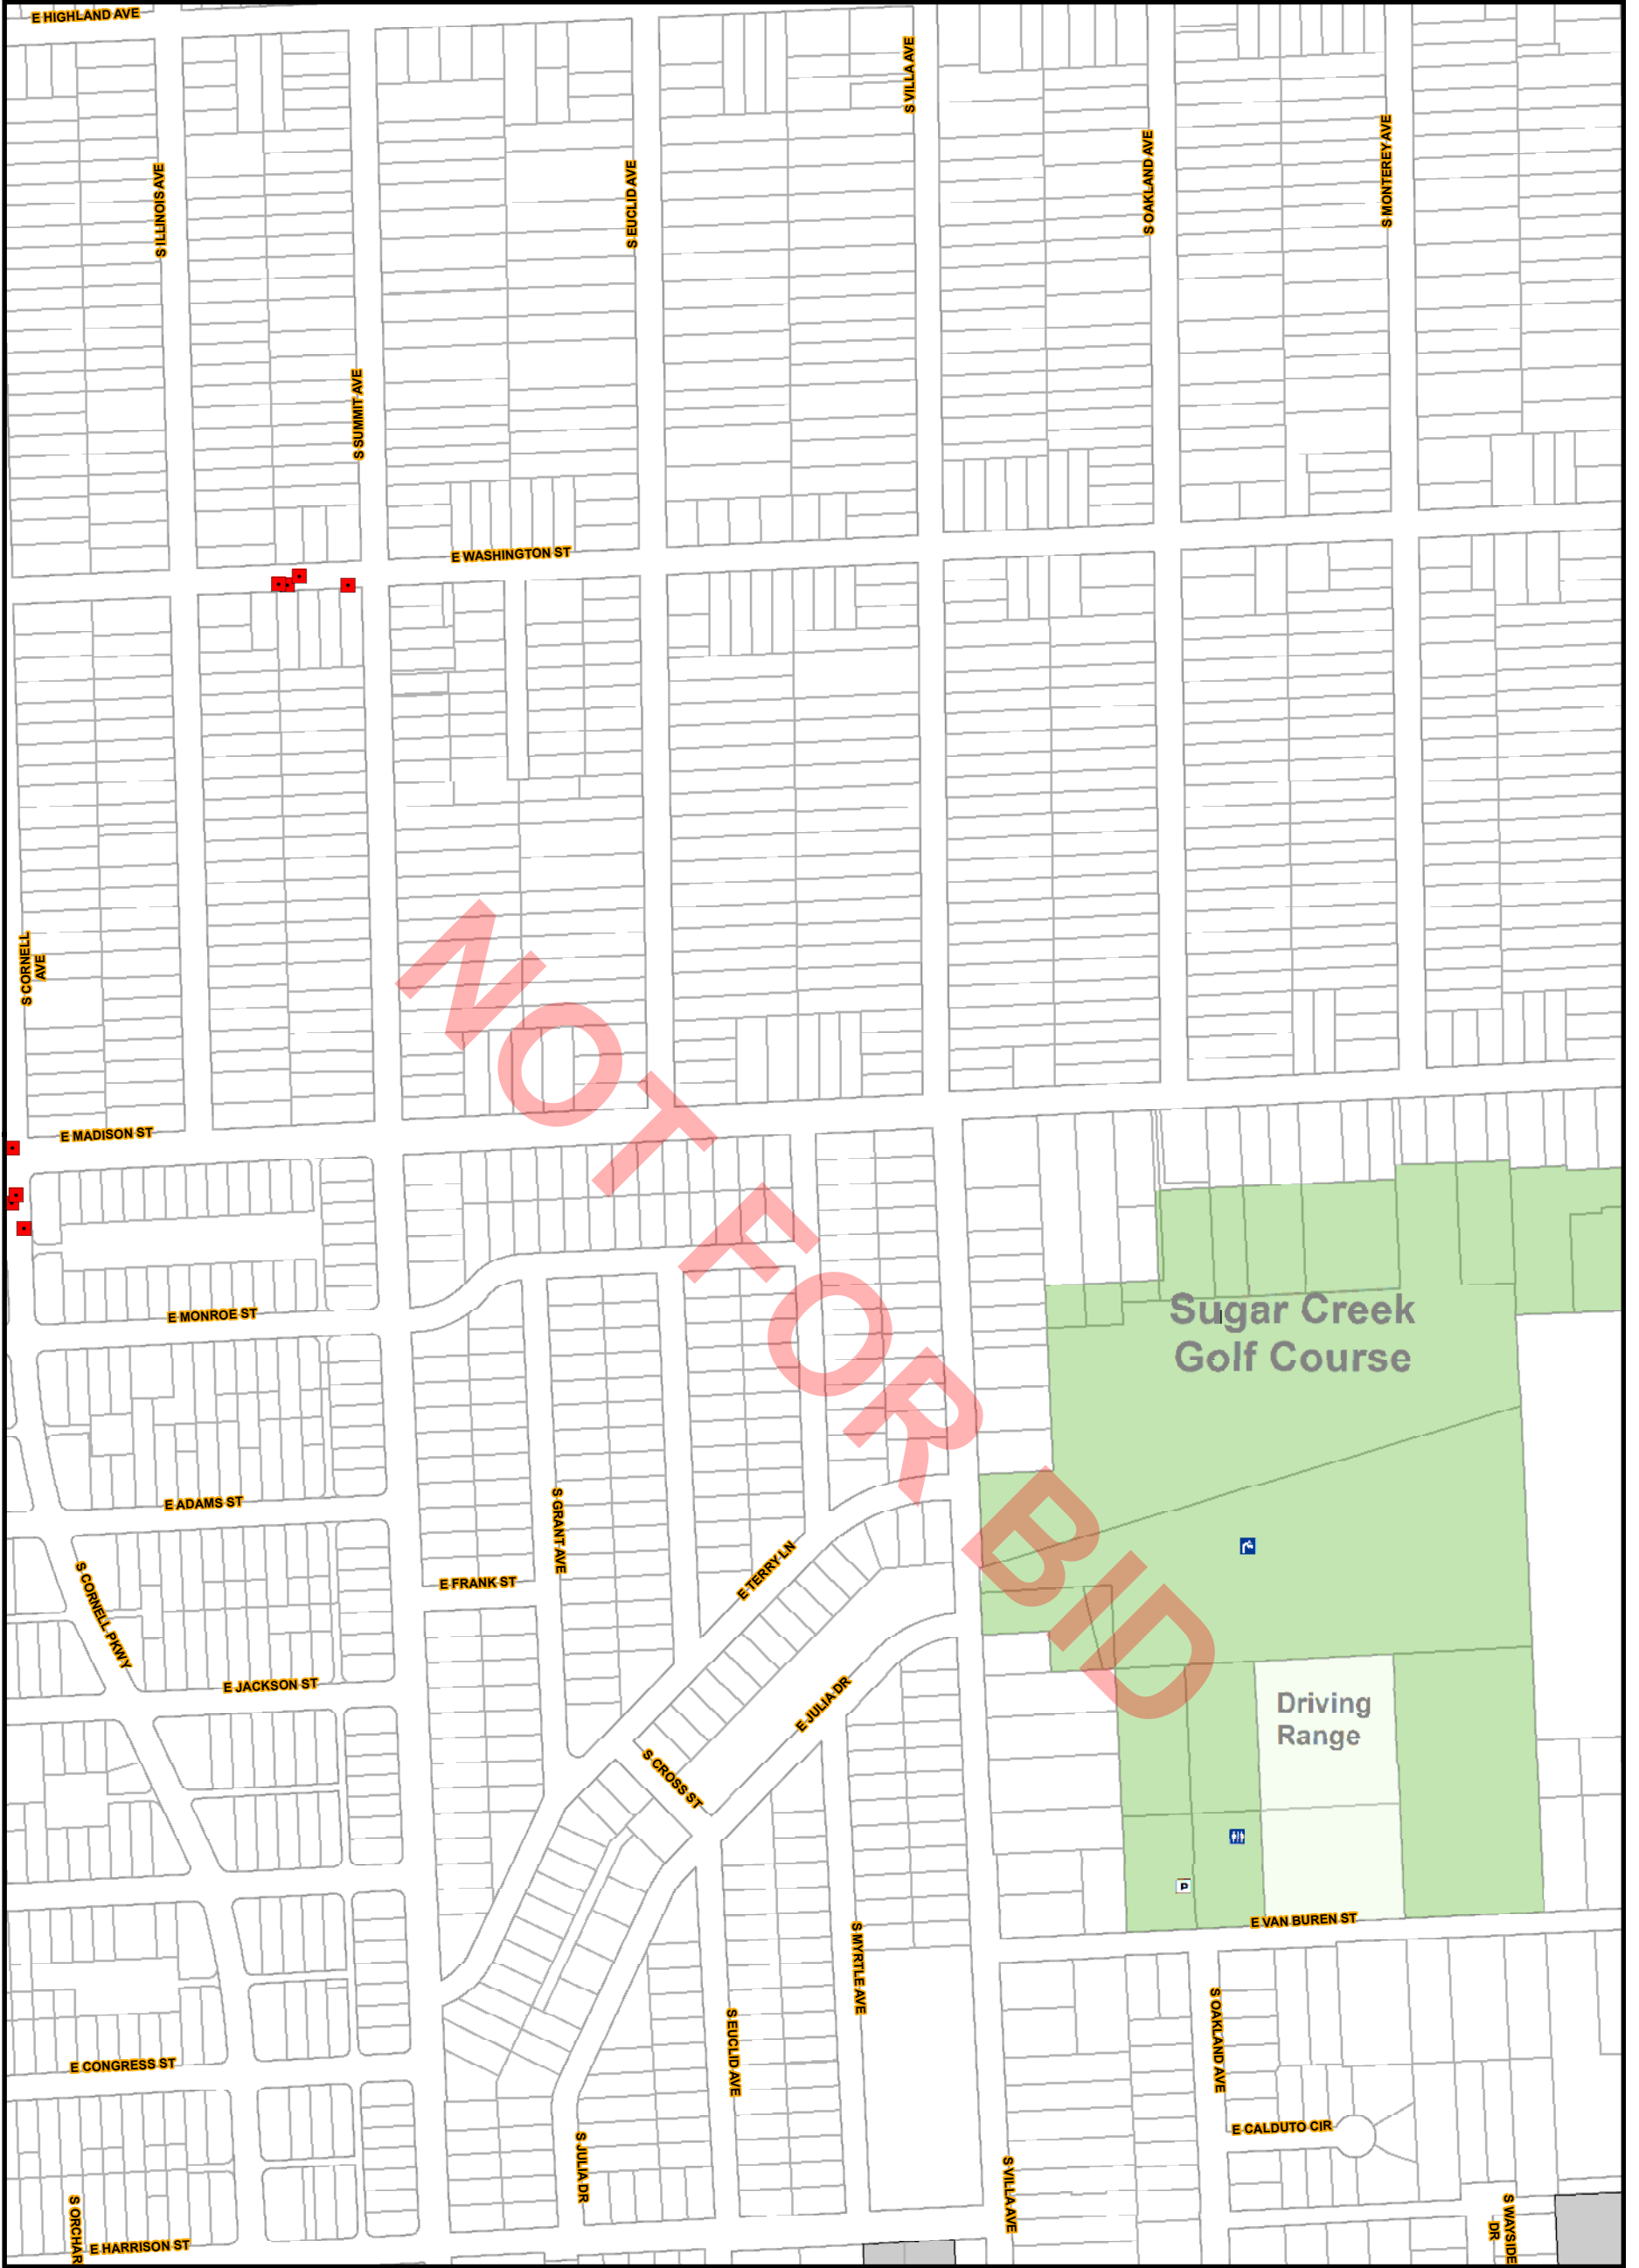 E HIGHLAND AVE
S VILLA AVE
S OAKLAND AVE
S MONTEREY AVE
S ILLINOIS AVE
S EUCLID AVE
S SUMMIT AVE
E WASHINGTON ST
S CORNELL
AVE
E MADISON ST
NOT FOR BID
E MONROE ST
Sugar Creek
Golf Course
E ADAMS ST
S GRANT AVE
E FRANK ST
E TERRY LN
S CORNELL PKWY
E JACKSON ST
E JULIA DR
Driving
Range
S CROSS ST
P
E VAN BUREN ST
S MYRTLE AVE
S OAKLAND AVE
S EUCLID AVE
E CONGRESS ST
E CALDUTO CIR
S JULIA DR
S VILLA AVE
S ORCHAR
S WAYSIDE
DR
E HARRISON ST